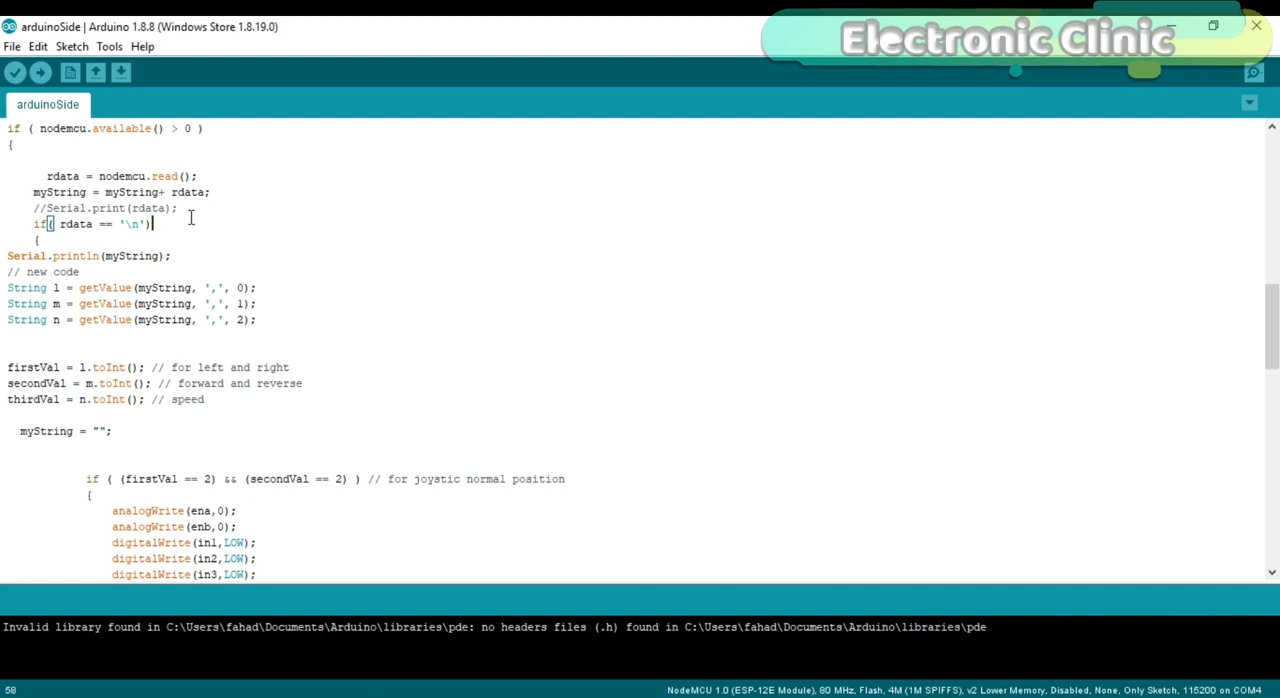 arduinoSide | Arduino 1.8.8 (Windows Store 1.8.19.0)
Electronic Clinic
File Edit Sketch Tools Help
arduinoSide
if ( nodemcu.available() > 0 )
{
rdata = nodemcu.read();
myString = myString+ rdata;
//Serial.print(rdata);
if( rdata == '\n')
{
Serial.println(myString);
// new code
String l = getValue(myString, ',', 0);
String m = getValue(myString, ',', 1);
String n = getValue(myString, ',', 2);
firstVal = l.toInt(); // for left and right
secondVal = m.toInt(); // forward and reverse
thirdVal = n.toInt(); // speed
myString = "";
if ( (firstVal == 2) && (secondVal == 2) ) // for joystic normal position
{
analogWrite(ena,0);
analogWrite(enb,0);
digitalWrite(in1,LOW);
digitalWrite(in2,LOW);
digitalWrite(in3,LOW);
Invalid library found in C:\Users\fahad\Documents\Arduino\libraries\pde: no headers files (.h) found in C:\Users\fahad\Documents\Arduino\libraries\pde
58
NodeMCU 1.0 (ESP-12E Module), 80 MHz, Flash, 4M (1M SPIFFS), v2 Lower Memory, Disabled, None, Only Sketch, 115200 on COM4